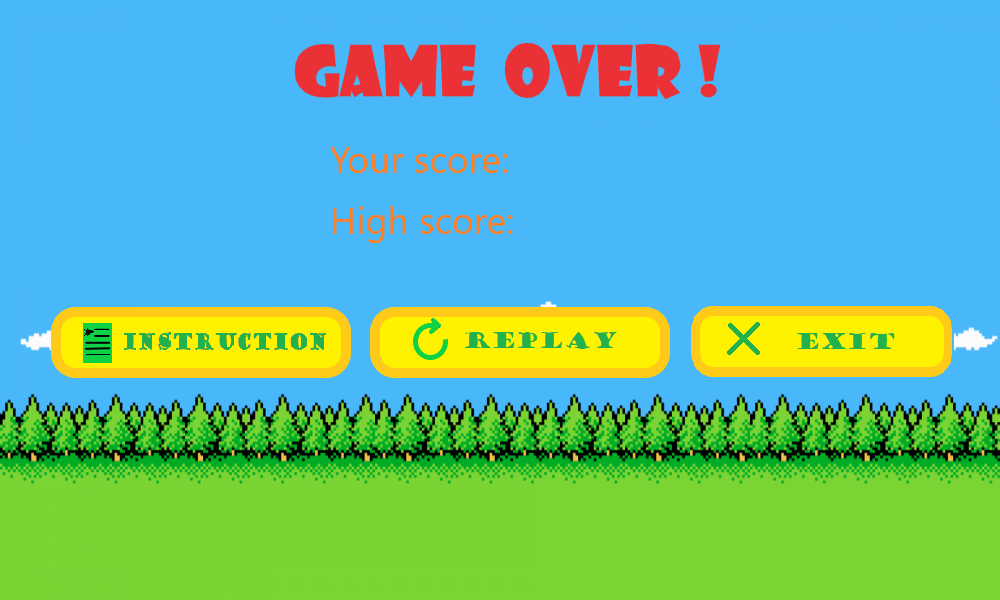 GAME OVER!
Your score:
High score:
INSTRUCTION
REPLAY
EXIT